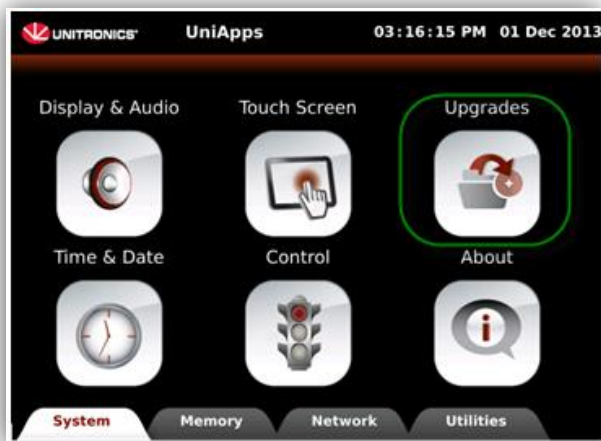 UNITRONICS® UniApps 03:16:15 PM 01 Dec 2013
Display & Audio Touch Screen Upgrades
Time & Date Control About
System Memory Network Utilities